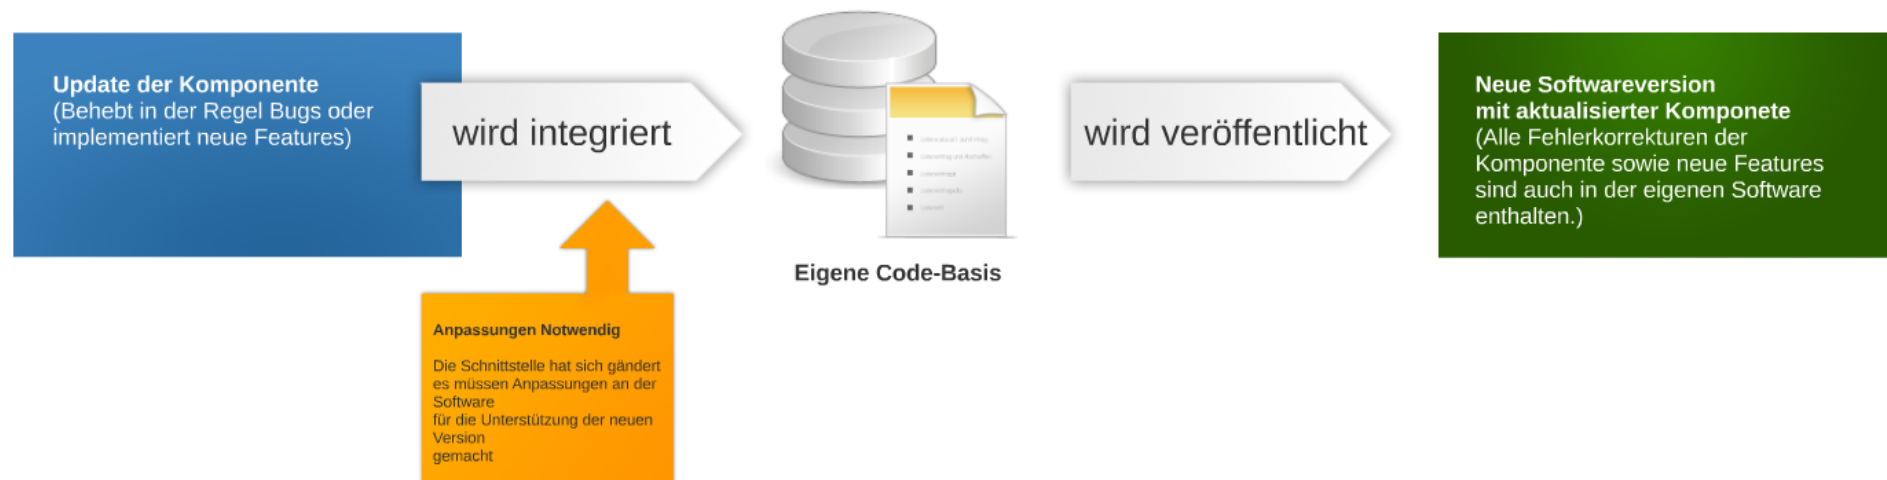 Update der Komponente
(Behebt in der Regel Bugs oder
implementiert neue Features)
wird integriert
Eigene Code-Basis
wird veröffentlicht
Neue Softwareversion
mit aktualisierter Komponete
(Alle Fehlerkorrekturen der
Komponente sowie neue Features
sind auch in der eigenen Software
enthalten.)
Anpassungen Notwendig
Die Schnittstelle hat sich gändert
es müssen Anpassungen an der
Software
für die Unterstützung der neuen
Version
gemacht